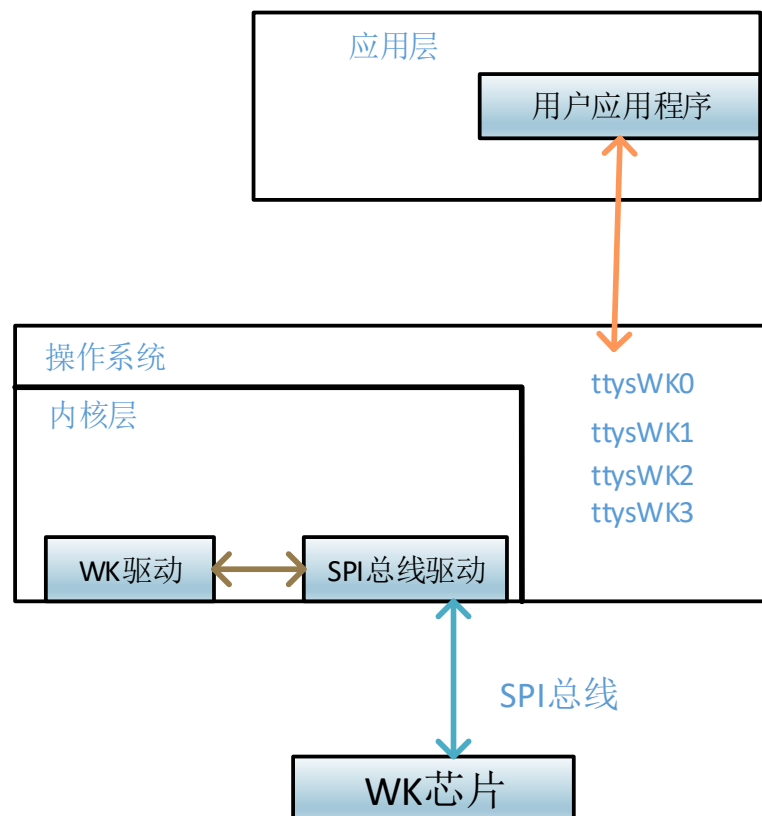 应用层
用户应用程序
操作系统
内核层
ttysWK0
ttysWK1
ttysWK2
ttysWK3
WK驱动
SPI总线驱动
SPI总线
WK芯片